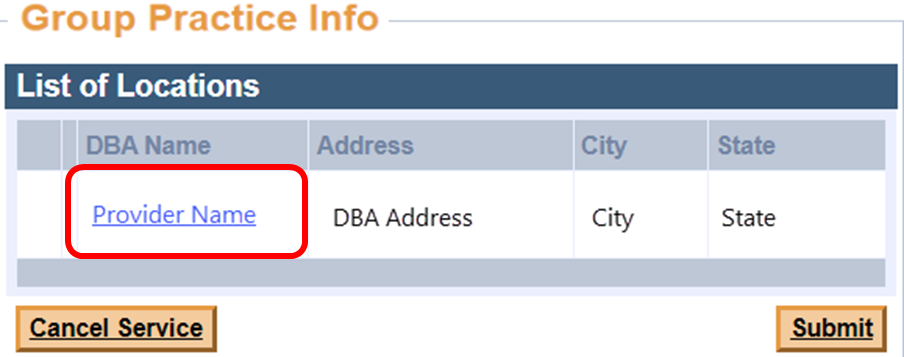 Group Practice Info
List of Locations
DBA Name Address City State
Provider Name DBA Address City State
Cancel Service Submit